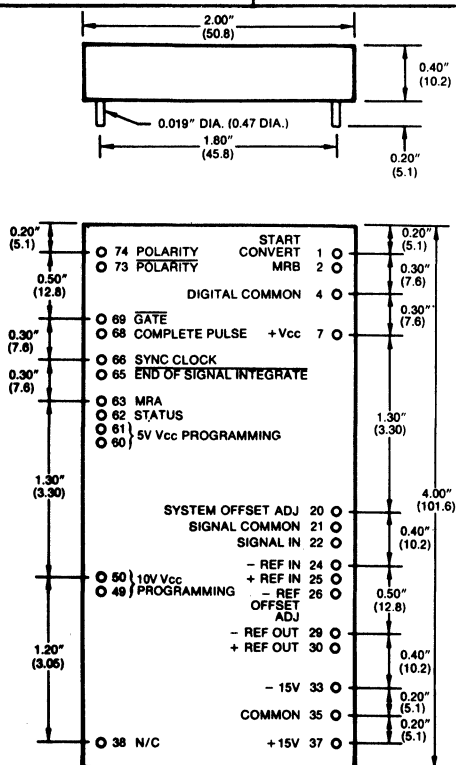 2.00"
(50.8)
0.40"
(10.2)
0.019" DIA. (0.47 DIA.)
1.80"
(45.8)
0.20"
(5.1)
0.20"
(5.1)
0.50"
(12.8)
0.30"
(7.6)
0.30"
(7.6)
1.30"
(3.30)
1.20"
(3.05)
74 POLARITY
73 POLARITY
69 GATE
68 COMPLETE PULSE
66 SYNC CLOCK
65 END OF SIGNAL INTEGRATE
63 MRA
62 STATUS
61
60
5V Vcc PROGRAMMING
50
49
10V Vcc
PROGRAMMING
38 N/C
START
CONVERT 1
MRB 2
DIGITAL COMMON 4
+Vcc 7
SYSTEM OFFSET ADJ 20
SIGNAL COMMON 21
SIGNAL IN 22
- REF IN 24
+ REF IN 25
- REF 26
OFFSET
ADJ
- REF OUT 29
+ REF OUT 30
- 15V 33
COMMON 35
+15V 37
0.20"
(5.1)
0.30"
(7.6)
0.30"
(7.6)
1.30"
(3.30)
4.00"
(101.6)
0.40"
(10.2)
0.50"
(12.8)
0.40"
(10.2)
0.20"
(5.1)
0.20"
(5.1)